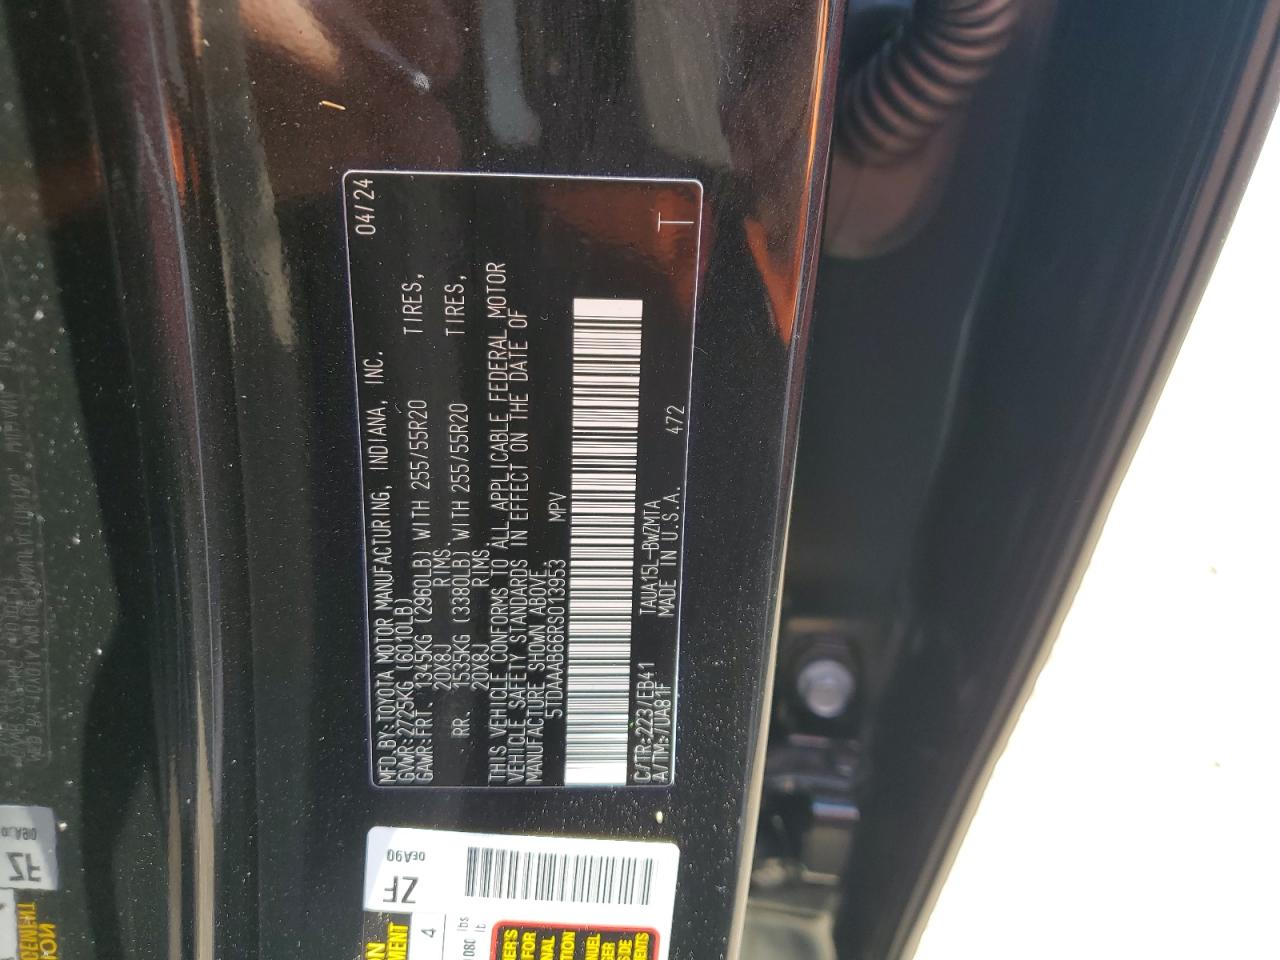 MFD.BY:TOYOTA MOTOR MANUFACTURING, INDIANA, INC. 04/24
GVWR:2725KG (6010LB)
GAWR:FRT. 1345KG (2960LB) WITH 255/55R20 TIRES,
20X8J RIMS.
RR. 1535KG (3380LB) WITH 255/55R20 TIRES,
20X8J RIMS.
THIS VEHICLE CONFORMS TO ALL APPLICABLE FEDERAL MOTOR
VEHICLE SAFETY STANDARDS IN EFFECT ON THE DATE OF
MANUFACTURE SHOWN ABOVE.
5TDAAAB66RS013953 MPV
C/TR:223/EB41 TAUA15L-BWZMTA 472
A/TM:/UA81F MADE IN U.S.A. T
0EA90
ZF
4
1080 lbs
lb